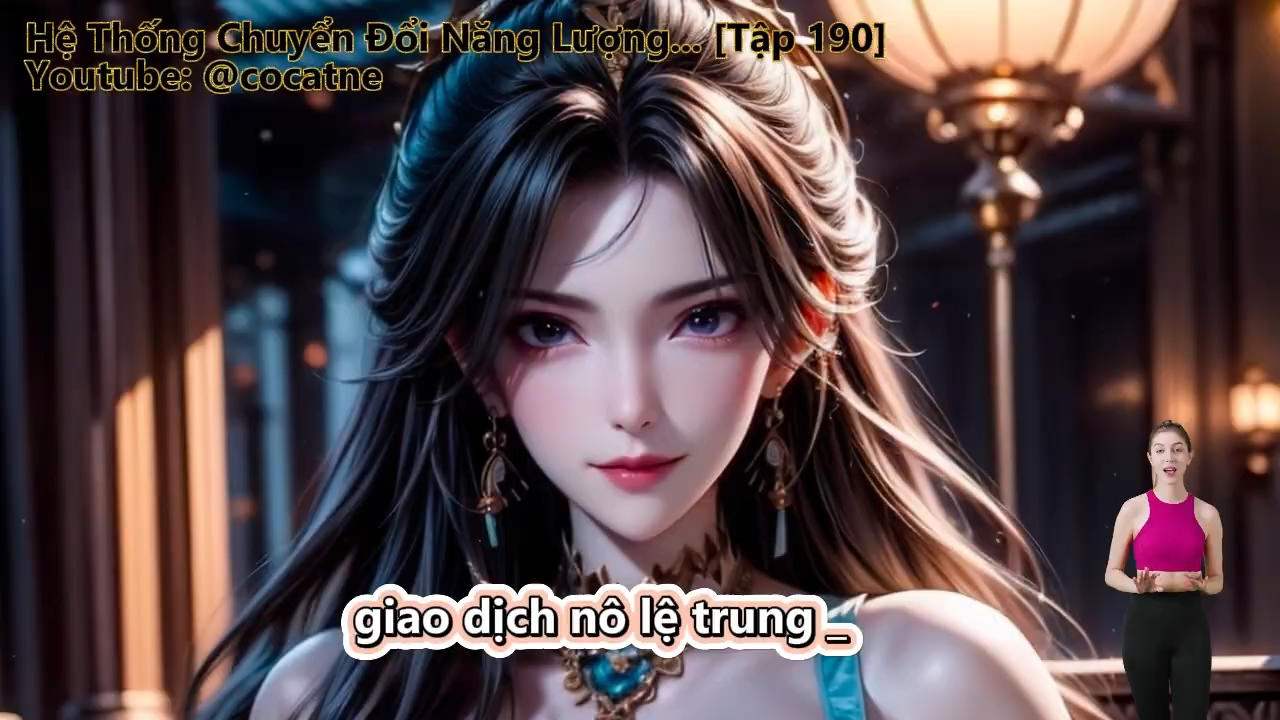 Hệ Thống Chuyển Đổi Năng Lượng... [Tập 190]
Youtube: @cocatne
giao dịch nô lệ trung _